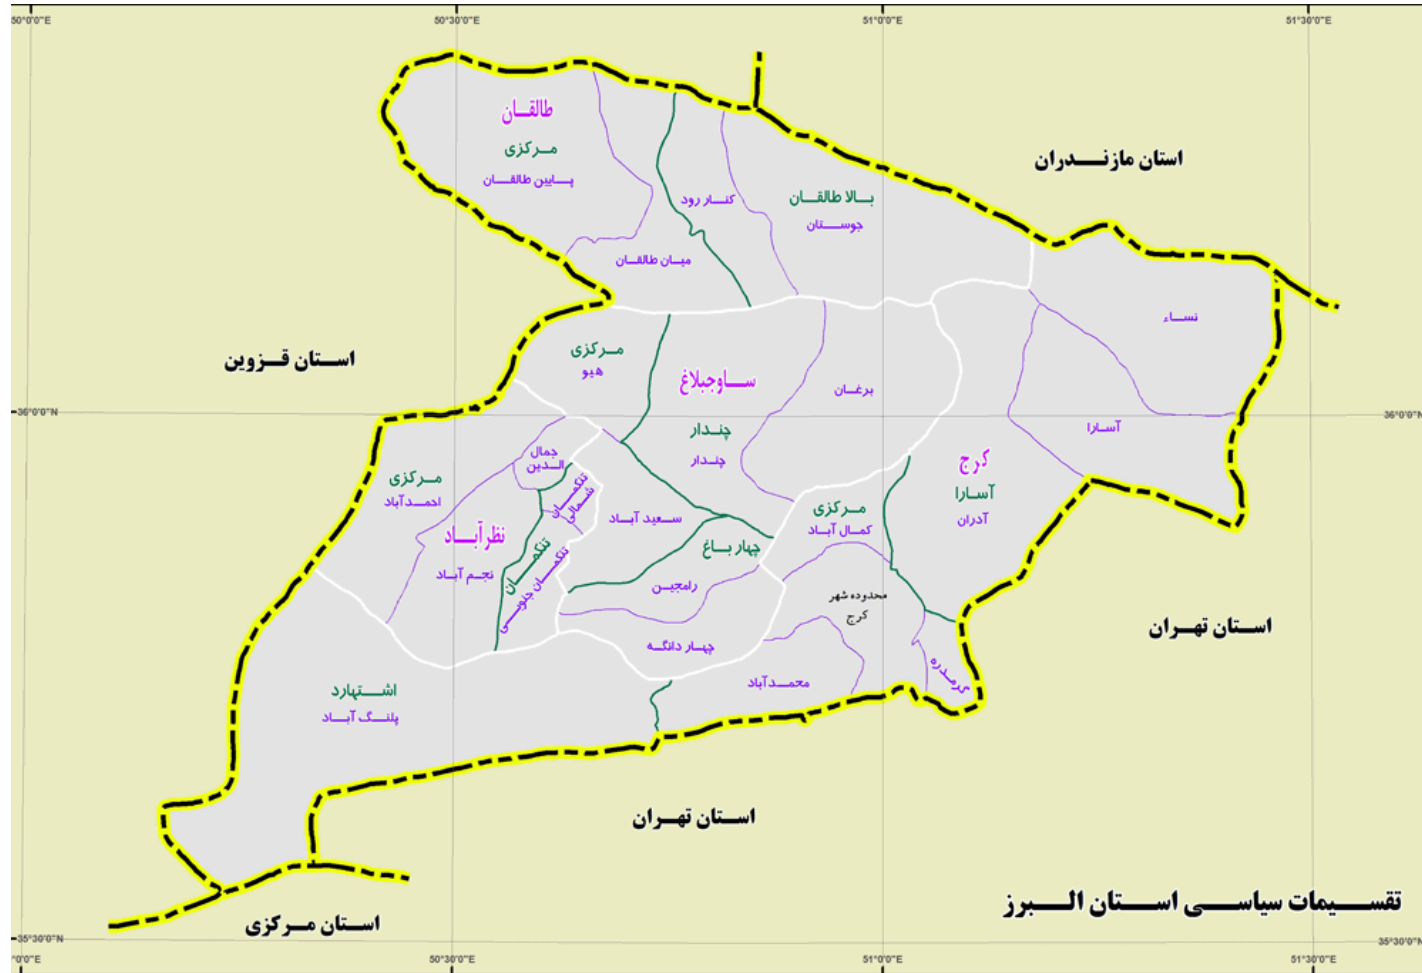 50°0'0"E
50°30'0"E
51°0'0"E
51°30'0"E
طالقان
مرکزی
پایین طالقان
کنار رود
بالا طالقان
جوستان
میان طالقان
استان مازندران
نساء
استان قزوین
مرکزی
هیو
ساوجبلاغ
برغان
36°0'0"N
36°0'0"N
چندار
چندار
آسارا
کرج
آسارا
آدران
جمال
الدین
مرکزی
احمدآباد
تنکمان
شمالی
سعید آباد
مرکزی
کمال آباد
نظرآباد
نجم آباد
تنکمان
تنکمان جنوبی
چهارباغ
رامجین
محدوده شهر
کرج
استان تهران
چهار دانگه
محمدآباد
گرمدره
اشتهارد
پلنگ آباد
استان تهران
استان مرکزی
تقسیمات سیاسی استان البرز
35°30'0"N
35°30'0"N
°0'0"E
50°30'0"E
51°0'0"E
51°30'0"E